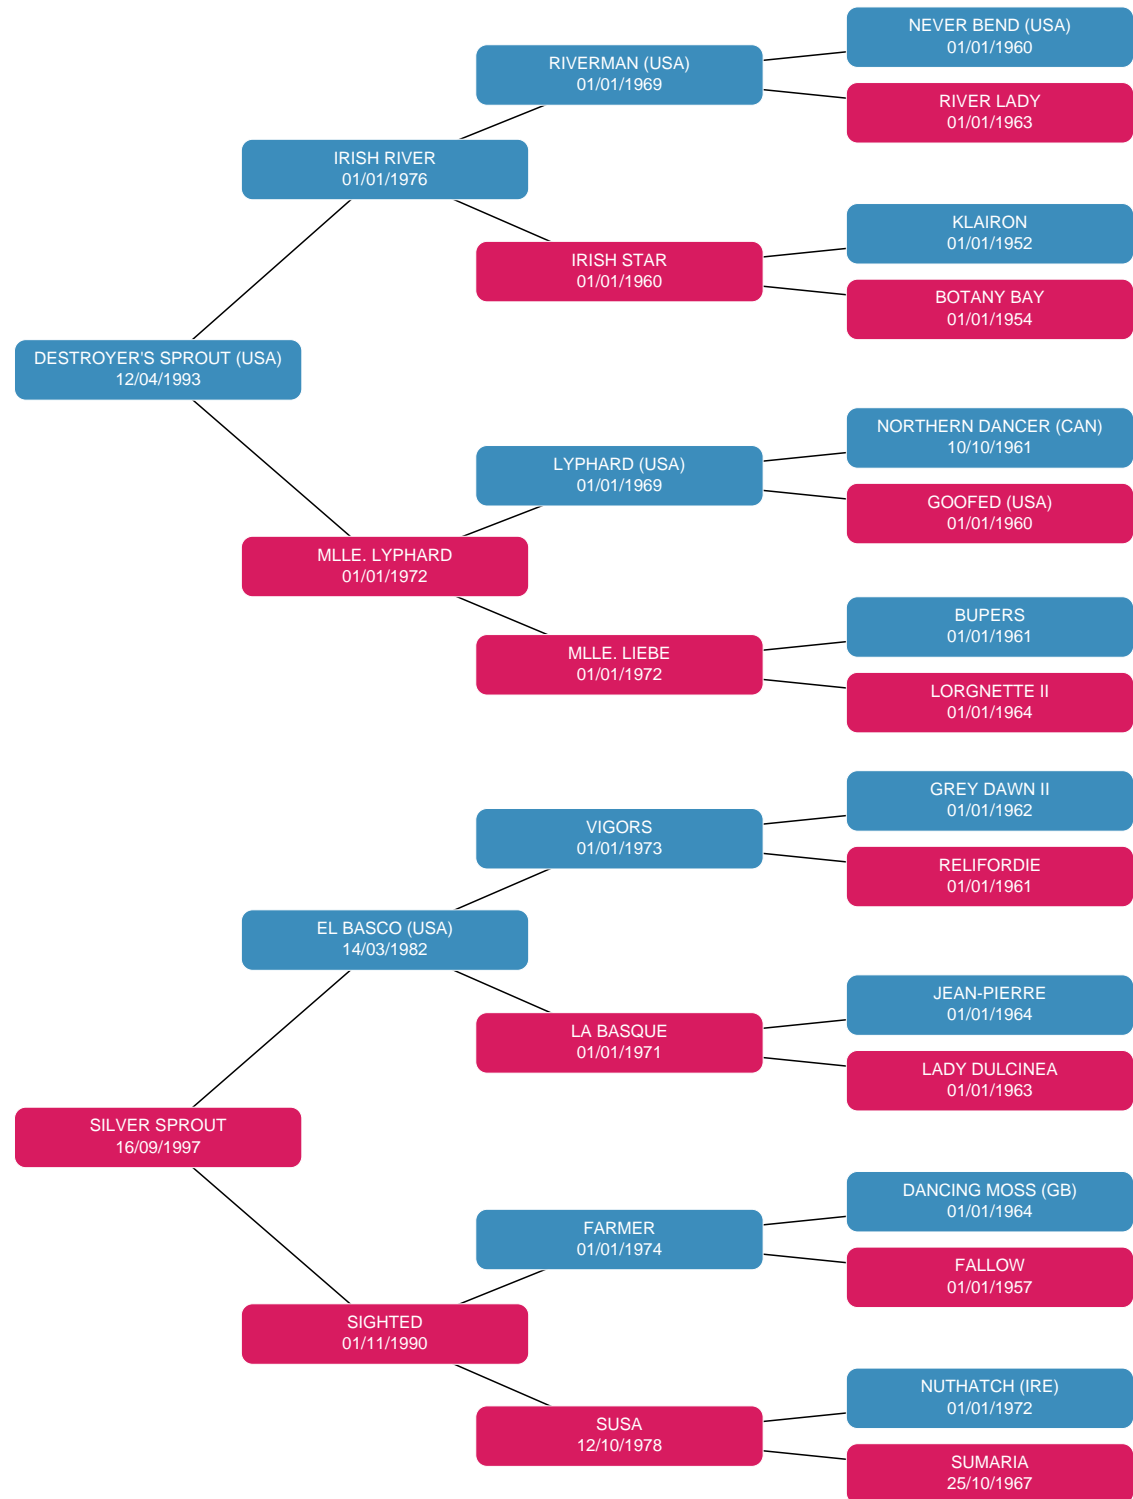 NEVER BEND (USA)
01/01/1960
RIVERMAN (USA)
01/01/1969
RIVER LADY
01/01/1963
IRISH RIVER
01/01/1976
KLAIRON
01/01/1952
IRISH STAR
01/01/1960
BOTANY BAY
01/01/1954
DESTROYER'S SPROUT (USA)
12/04/1993
NORTHERN DANCER (CAN)
10/10/1961
LYPHARD (USA)
01/01/1969
GOOFED (USA)
01/01/1960
MLLE. LYPHARD
01/01/1972
BUPERS
01/01/1961
MLLE. LIEBE
01/01/1972
LORGNETTE II
01/01/1964
GREY DAWN II
01/01/1962
VIGORS
01/01/1973
RELIFORDIE
01/01/1961
EL BASCO (USA)
14/03/1982
JEAN-PIERRE
01/01/1964
LA BASQUE
01/01/1971
LADY DULCINEA
01/01/1963
SILVER SPROUT
16/09/1997
DANCING MOSS (GB)
01/01/1964
FARMER
01/01/1974
FALLOW
01/01/1957
SIGHTED
01/11/1990
NUTHATCH (IRE)
01/01/1972
SUSA
12/10/1978
SUMARIA
25/10/1967